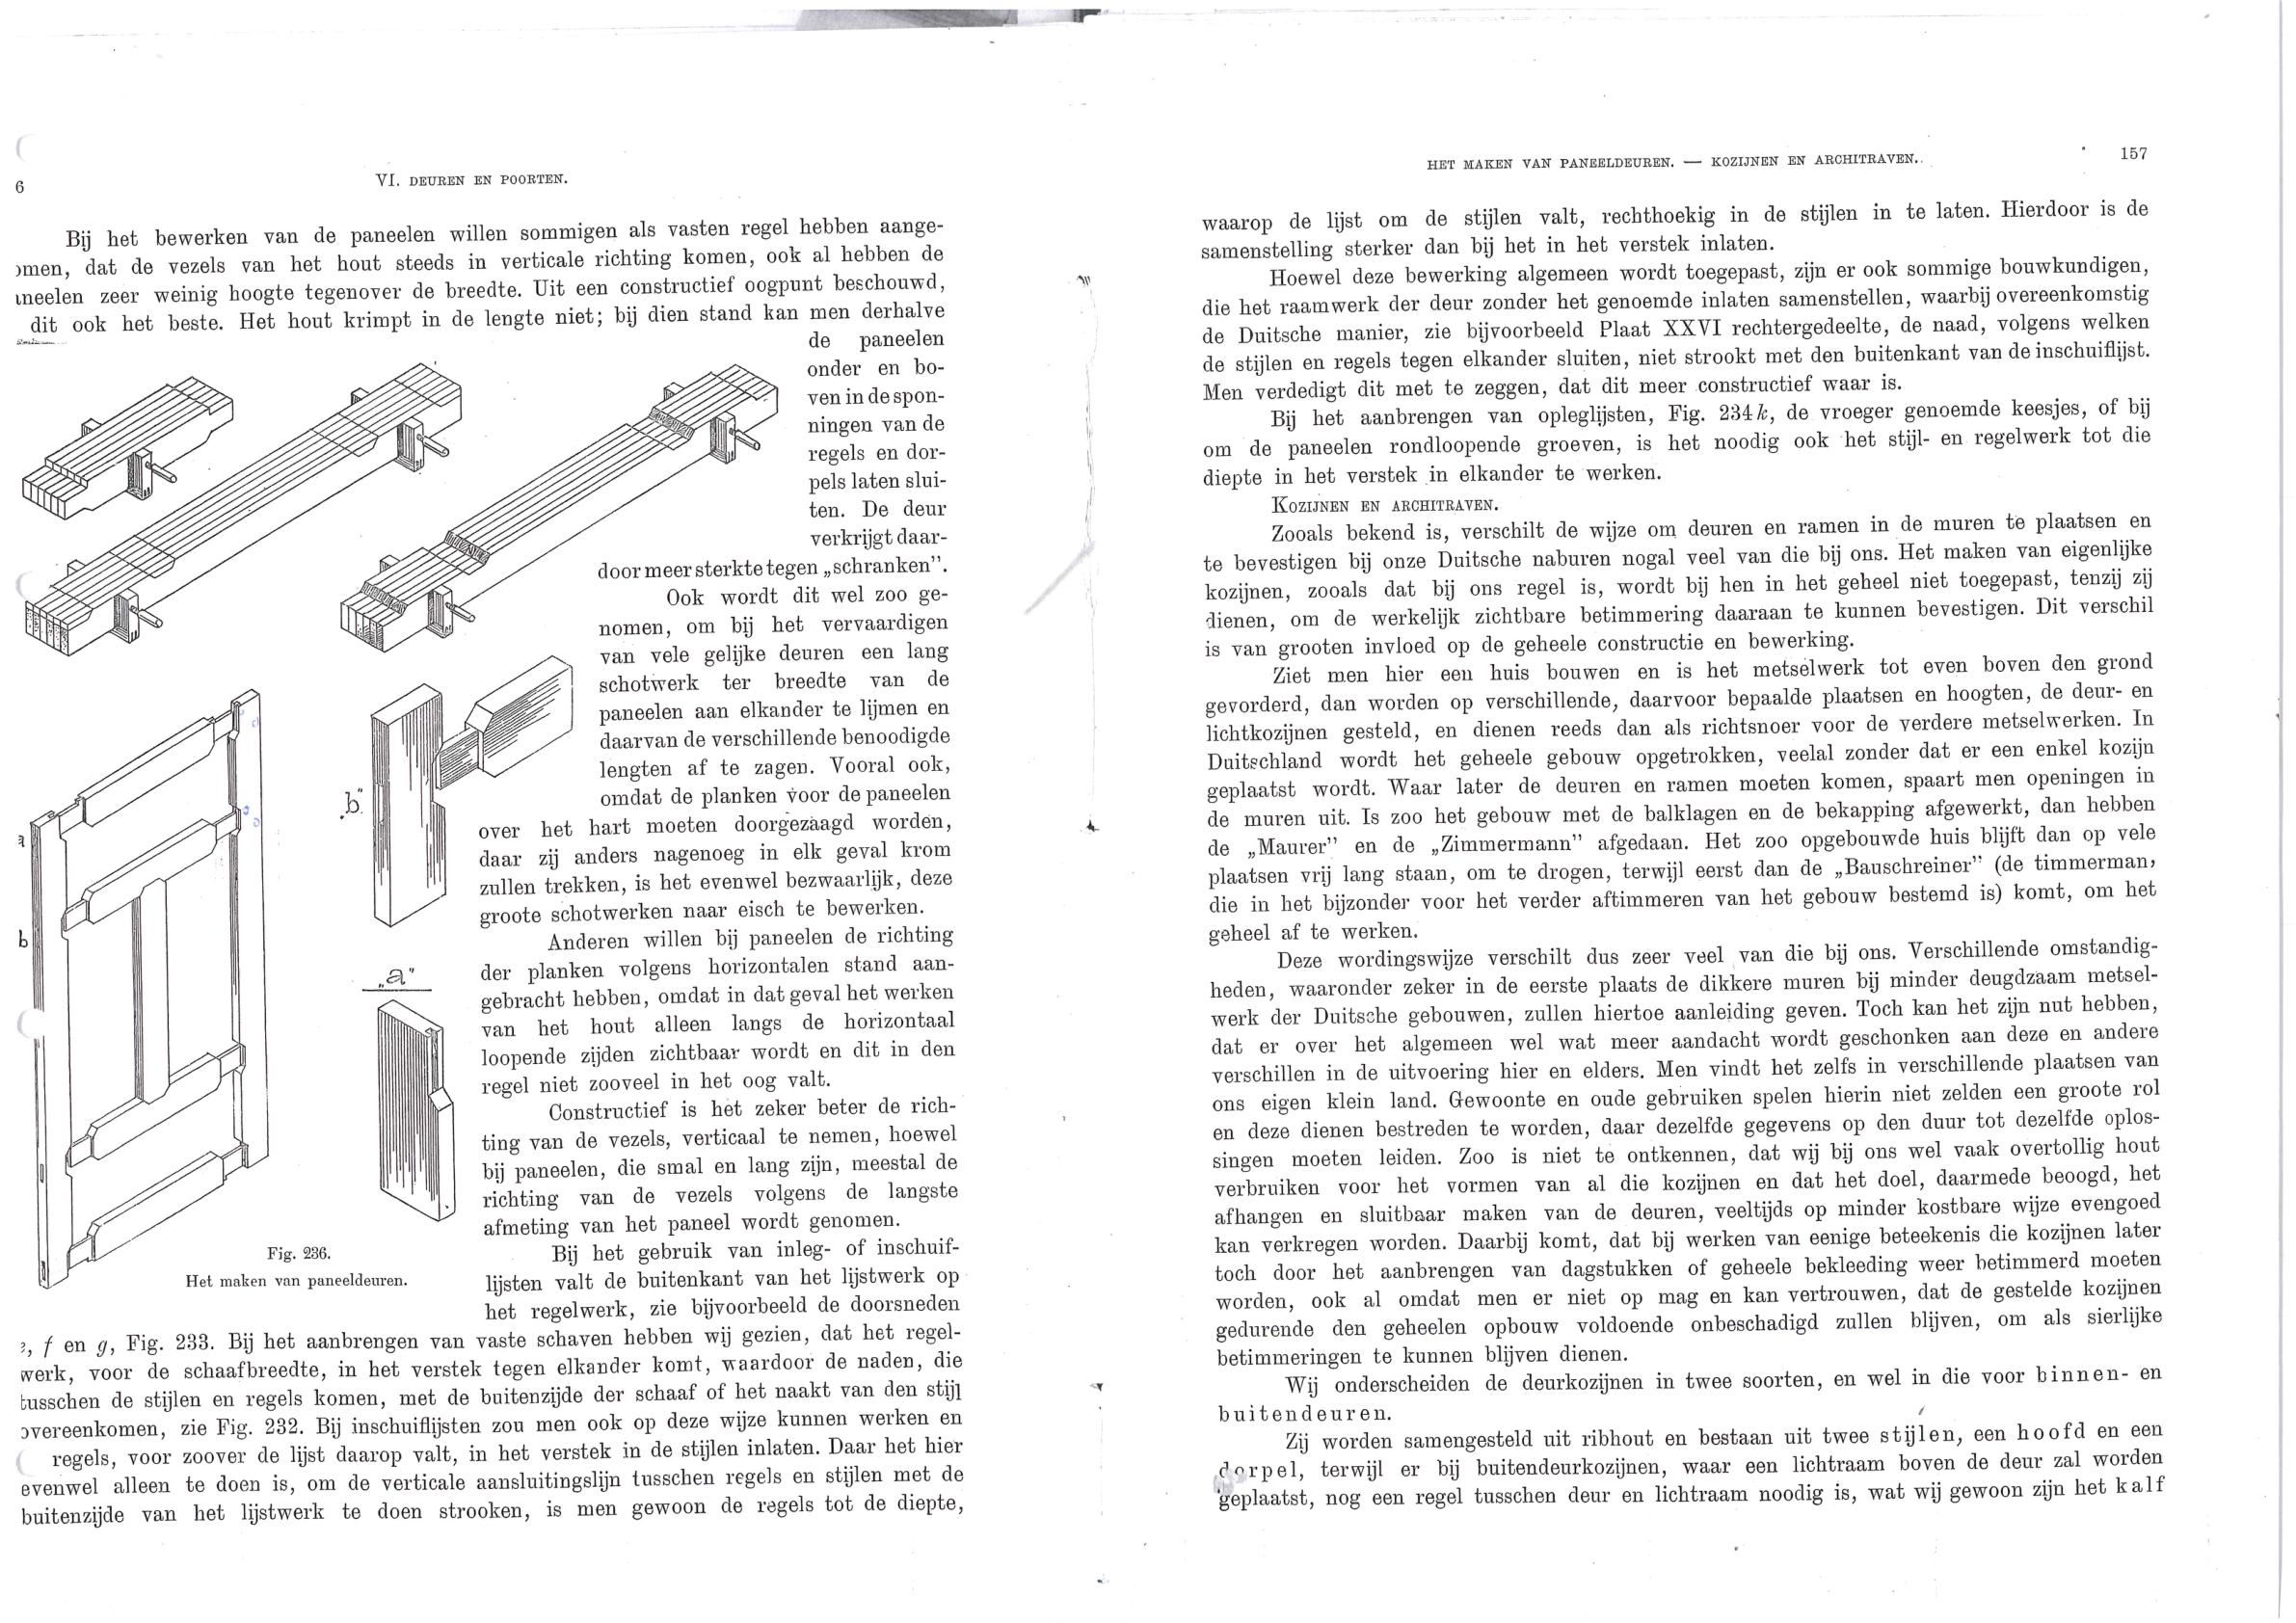 6
VI. DEUREN EN POORTEN.
Bij het bewerken van de paneelen willen sommigen als vasten regel hebben aange-
omen, dat de vezels van het hout steeds in verticale richting komen, ook al hebben de
aneelen zeer weinig hoogte tegenover de breedte. Uit een constructief oogpunt beschouwd,
dit ook het beste. Het hout krimpt in de lengte niet; bij dien stand kan men derhalve
de paneelen
onder en bo-
ven in de spon-
ningen van de
regels en dor-
pels laten slui-
ten. De deur
verkrijgt daar-
door meer sterkte tegen „schranken”.
Ook wordt dit wel zoo ge-
nomen, om bij het vervaardigen
van vele gelijke deuren een lang
schotwerk ter breedte van de
paneelen aan elkander te lijmen en
daarvan de verschillende benoodigde
lengten af te zagen. Vooral ook,
omdat de planken voor de paneelen
over het hart moeten doorgezaagd worden,
daar zij anders nagenoeg in elk geval krom
zullen trekken, is het evenwel bezwaarlijk, deze
groote schotwerken naar eisch te bewerken.
Anderen willen bij paneelen de richting
der planken volgens horizontalen stand aan-
gebracht hebben, omdat in dat geval het werken
van het hout alleen langs de horizontaal
loopende zijden zichtbaar wordt en dit in den
regel niet zooveel in het oog valt.
Constructief is het zeker beter de rich-
ting van de vezels, verticaal te nemen, hoewel
bij paneelen, die smal en lang zijn, meestal de
richting van de vezels volgens de langste
afmeting van het paneel wordt genomen.
Bij het gebruik van inleg- of inschuif-
lijsten valt de buitenkant van het lijstwerk op
het regelwerk, zie bijvoorbeeld de doorsneden
e, f en g, Fig. 233. Bij het aanbrengen van vaste schaven hebben wij gezien, dat het regel-
werk, voor de schaafbreedte, in het verstek tegen elkander komt, waardoor de naden, die
tusschen de stijlen en regels komen, met de buitenzijde der schaaf of het naakt van den stijl
overeenkomen, zie Fig. 232. Bij inschuiflijsten zou men ook op deze wijze kunnen werken en
regels, voor zoover de lijst daarop valt, in het verstek in de stijlen inlaten. Daar het hier
evenwel alleen te doen is, om de verticale aansluitingslijn tusschen regels en stijlen met de
buitenzijde van het lijstwerk te doen strooken, is men gewoon de regels tot de diepte,
a
b
„b”
„a”
Fig. 236.
Het maken van paneeldeuren.
HET MAKEN VAN PANEELDEUREN. — KOZIJNEN EN ARCHITRAVEN.
157
waarop de lijst om de stijlen valt, rechthoekig in de stijlen in te laten. Hierdoor is de
samenstelling sterker dan bij het in het verstek inlaten.
Hoewel deze bewerking algemeen wordt toegepast, zijn er ook sommige bouwkundigen,
die het raamwerk der deur zonder het genoemde inlaten samenstellen, waarbij overeenkomstig
de Duitsche manier, zie bijvoorbeeld Plaat XXVI rechtergedeelte, de naad, volgens welken
de stijlen en regels tegen elkander sluiten, niet strookt met den buitenkant van de inschuiflijst.
Men verdedigt dit met te zeggen, dat dit meer constructief waar is.
Bij het aanbrengen van opleglijsten, Fig. 234k, de vroeger genoemde keesjes, of bij
om de paneelen rondloopende groeven, is het noodig ook het stijl- en regelwerk tot die
diepte in het verstek in elkander te werken.
KOZIJNEN EN ARCHITRAVEN.
Zooals bekend is, verschilt de wijze om deuren en ramen in de muren te plaatsen en
te bevestigen bij onze Duitsche naburen nogal veel van die bij ons. Het maken van eigenlijke
kozijnen, zooals dat bij ons regel is, wordt bij hen in het geheel niet toegepast, tenzij zij
dienen, om de werkelijk zichtbare betimmering daaraan te kunnen bevestigen. Dit verschil
is van grooten invloed op de geheele constructie en bewerking.
Ziet men hier een huis bouwen en is het metselwerk tot even boven den grond
gevorderd, dan worden op verschillende, daarvoor bepaalde plaatsen en hoogten, de deur- en
lichtkozijnen gesteld, en dienen reeds dan als richtsnoer voor de verdere metselwerken. In
Duitschland wordt het geheele gebouw opgetrokken, veelal zonder dat er een enkel kozijn
geplaatst wordt. Waar later de deuren en ramen moeten komen, spaart men openingen in
de muren uit. Is zoo het gebouw met de balklagen en de bekapping afgewerkt, dan hebben
de „Maurer” en de „Zimmermann” afgedaan. Het zoo opgebouwde huis blijft dan op vele
plaatsen vrij lang staan, om te drogen, terwijl eerst dan de „Bauschreiner” (de timmerman,
die in het bijzonder voor het verder aftimmeren van het gebouw bestemd is) komt, om het
geheel af te werken.
Deze wordingswijze verschilt dus zeer veel van die bij ons. Verschillende omstandig-
heden, waaronder zeker in de eerste plaats de dikkere muren bij minder deugdzaam metsel-
werk der Duitsche gebouwen, zullen hiertoe aanleiding geven. Toch kan het zijn nut hebben,
dat er over het algemeen wel wat meer aandacht wordt geschonken aan deze en andere
verschillen in de uitvoering hier en elders. Men vindt het zelfs in verschillende plaatsen van
ons eigen klein land. Gewoonte en oude gebruiken spelen hierin niet zelden een groote rol
en deze dienen bestreden te worden, daar dezelfde gegevens op den duur tot dezelfde oplos-
singen moeten leiden. Zoo is niet te ontkennen, dat wij bij ons wel vaak overtollig hout
verbruiken voor het vormen van al die kozijnen en dat het doel, daarmede beoogd, het
afhangen en sluitbaar maken van de deuren, veeltijds op minder kostbare wijze evengoed
kan verkregen worden. Daarbij komt, dat bij werken van eenige beteekenis die kozijnen later
toch door het aanbrengen van dagstukken of geheele bekleeding weer betimmerd moeten
worden, ook al omdat men er niet op mag en kan vertrouwen, dat de gestelde kozijnen
gedurende den geheelen opbouw voldoende onbeschadigd zullen blijven, om als sierlijke
betimmeringen te kunnen blijven dienen.
Wij onderscheiden de deurkozijnen in twee soorten, en wel in die voor binnen- en
buitendeuren.
Zij worden samengesteld uit ribhout en bestaan uit twee stijlen, een hoofd en een
dorpel, terwijl er bij buitendeurkozijnen, waar een lichtraam boven de deur zal worden
geplaatst, nog een regel tusschen deur en lichtraam noodig is, wat wij gewoon zijn het kalf